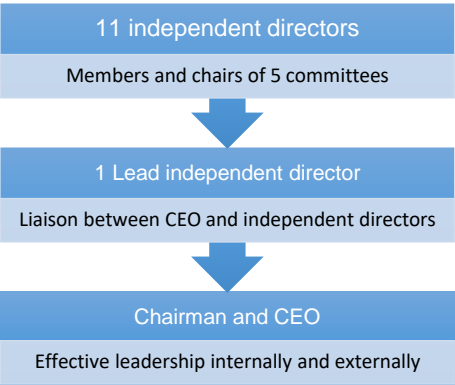 11 independent directors
Members and chairs of 5 committees
1 Lead independent director
Liaison between CEO and independent directors
Chairman and CEO
Effective leadership internally and externally